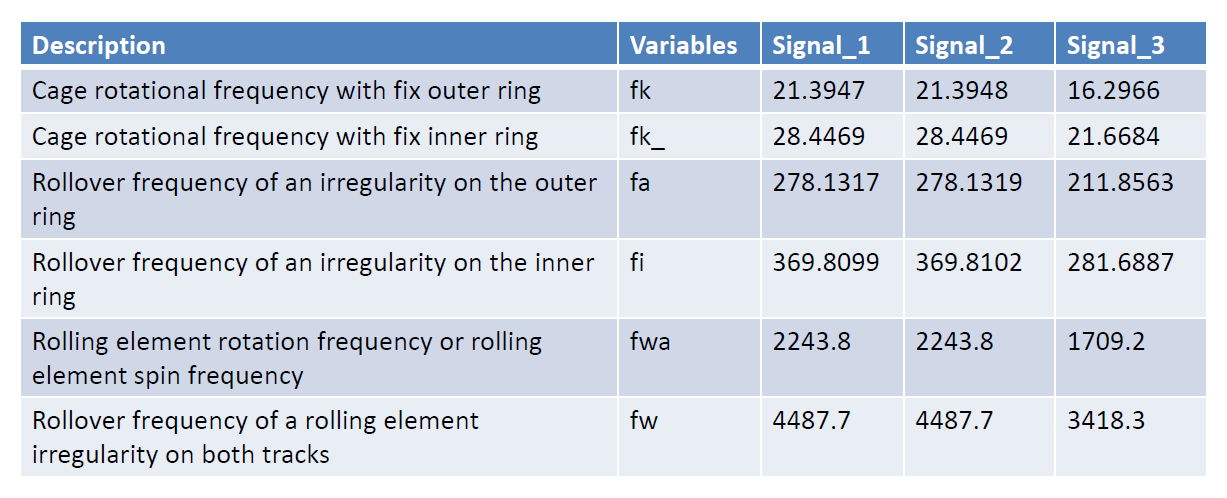 Description Variables Signal_1 Signal_2 Signal_3
Cage rotational frequency with fix outer ring fk 21.3947 21.3948 16.2966
Cage rotational frequency with fix inner ring fk_ 28.4469 28.4469 21.6684
Rollover frequency of an irregularity on the outer fa 278.1317 278.1319 211.8563
ring
Rollover frequency of an irregularity on the inner fi 369.8099 369.8102 281.6887
ring
Rolling element rotation frequency or rolling fwa 2243.8 2243.8 1709.2
element spin frequency
Rollover frequency of a rolling element fw 4487.7 4487.7 3418.3
irregularity on both tracks